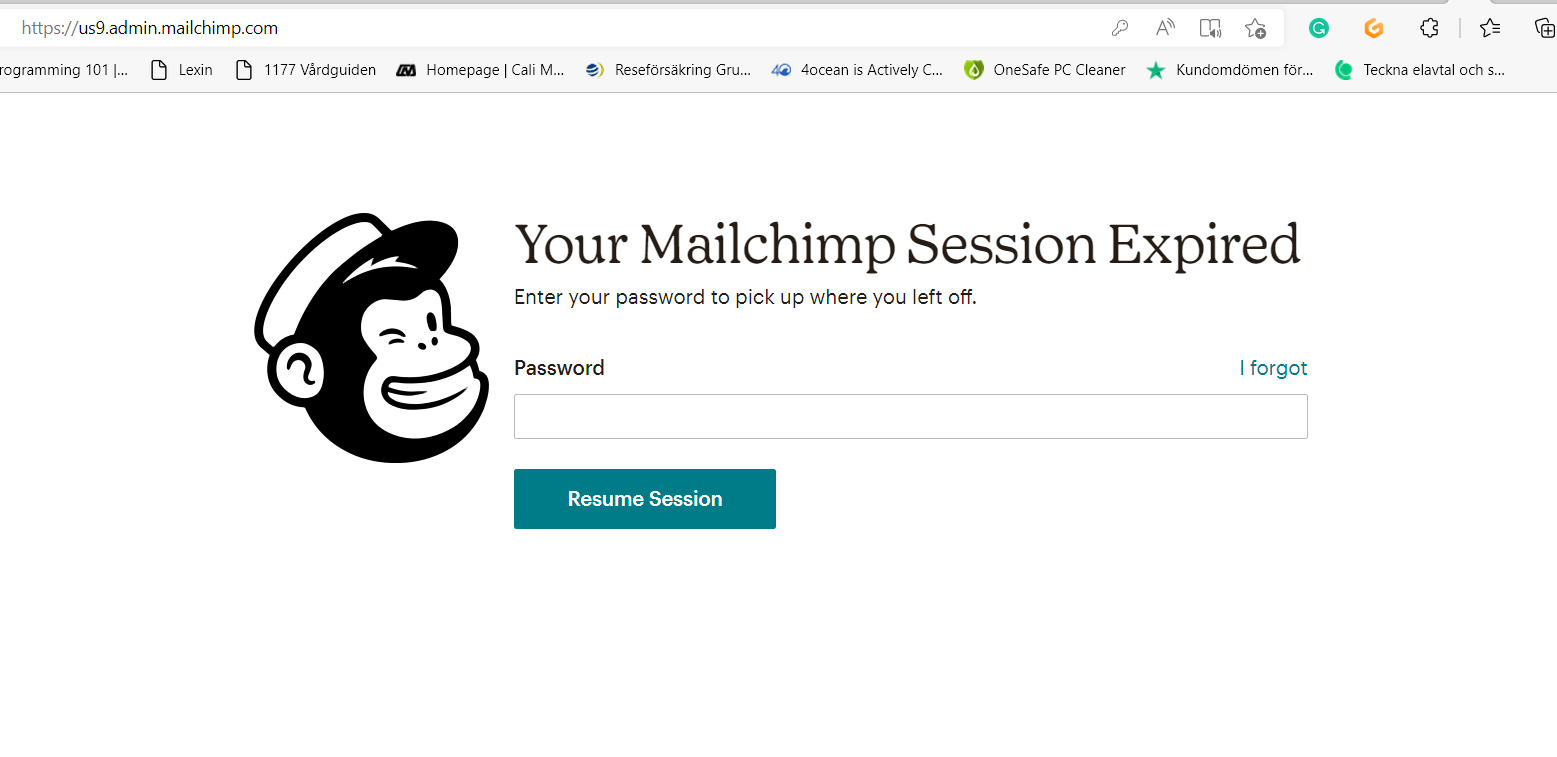 https://us9.admin.mailchimp.com
rogramming 101 |... Lexin 1177 Vårdguiden Homepage | Cali M... Reseförsäkring Gru... 4ocean is Actively C... OneSafe PC Cleaner Kundomdömen för... Teckna elavtal och s...
Your Mailchimp Session Expired
Enter your password to pick up where you left off.
Password I forgot
Resume Session